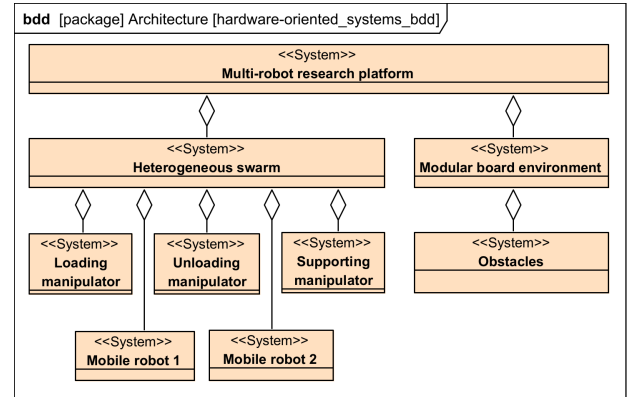 bdd [package] Architecture [hardware-oriented_systems_bdd]
<<System>>
Multi-robot research platform
<<System>>
Heterogeneous swarm
<<System>>
Modular board environment
<<System>>
Loading
manipulator
<<System>>
Unloading
manipulator
<<System>>
Supporting
manipulator
<<System>>
Obstacles
<<System>>
Mobile robot 1
<<System>>
Mobile robot 2